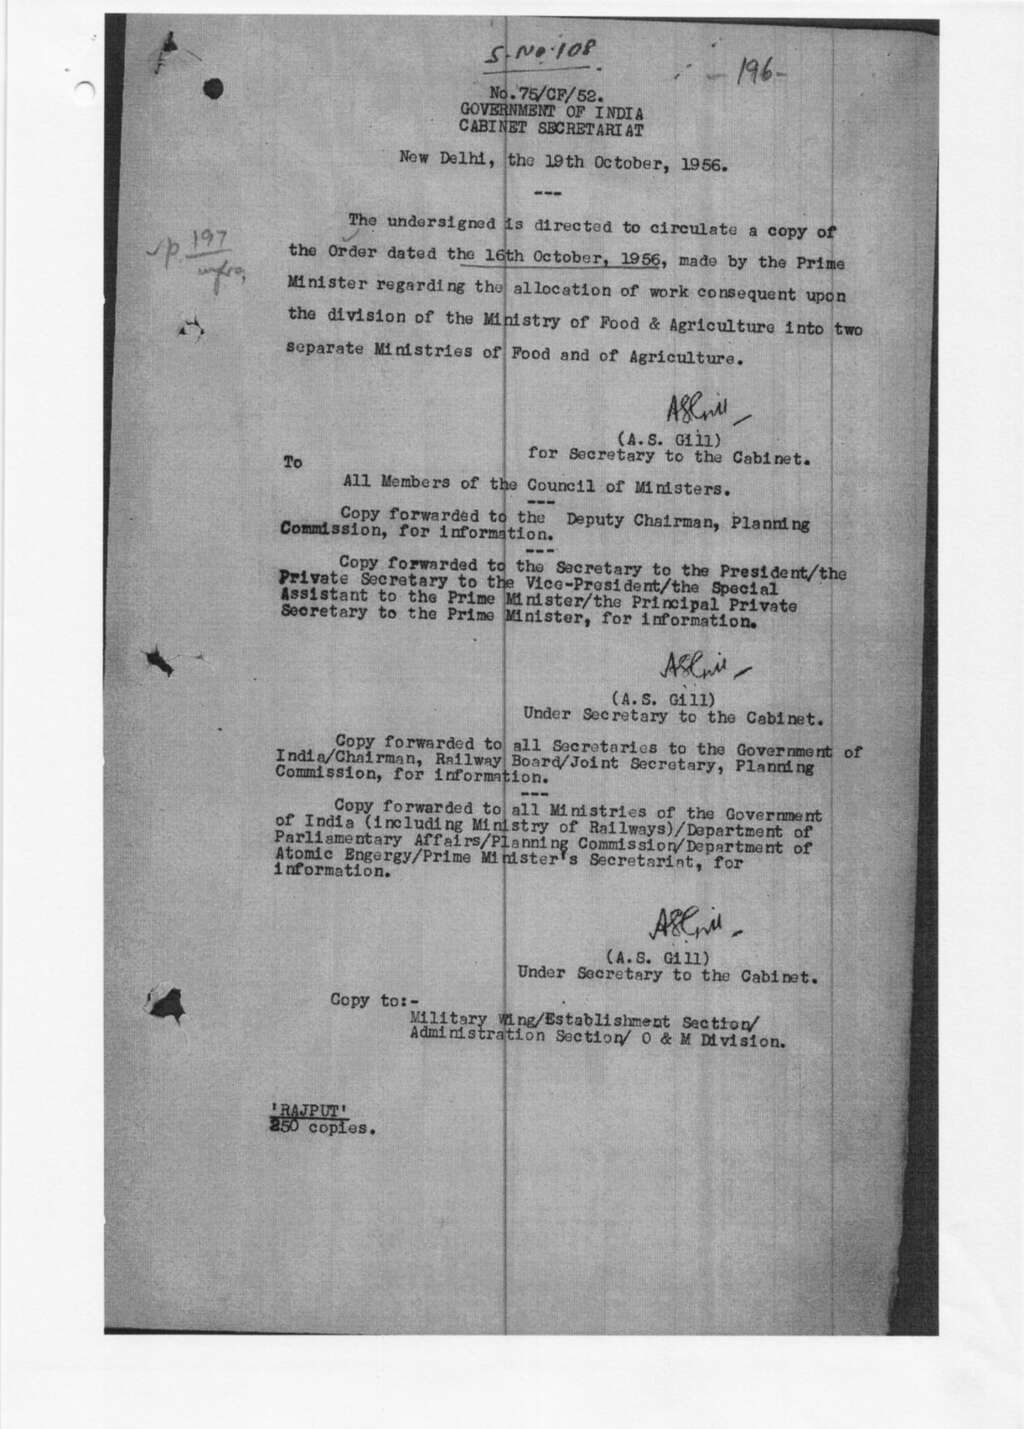 S.No.108
-196-
No.75/CF/52.
GOVERNMENT OF INDIA
CABINET SECRETARIAT
New Delhi, the 19th October, 1956.
---
The undersigned is directed to circulate a copy of
the Order dated the 16th October, 1956, made by the Prime
Minister regarding the allocation of work consequent upon
the division of the Ministry of Food & Agriculture into two
separate Ministries of Food and of Agriculture.
p. 197
infra,
ASGill
(A.S. Gill)
for Secretary to the Cabinet.
To
All Members of the Council of Ministers.
---
Copy forwarded to the Deputy Chairman, Planning
Commission, for information.
---
Copy forwarded to the Secretary to the President/the
Private Secretary to the Vice-President/the Special
Assistant to the Prime Minister/the Principal Private
Secretary to the Prime Minister, for information.
ASGill
(A.S. Gill)
Under Secretary to the Cabinet.
Copy forwarded to all Secretaries to the Government of
India/Chairman, Railway Board/Joint Secretary, Planning
Commission, for information.
---
Copy forwarded to all Ministries of the Government
of India (including Ministry of Railways)/Department of
Parliamentary Affairs/Planning Commission/Department of
Atomic Engergy/Prime Minister's Secretariat, for
information.
ASGill
(A.S. Gill)
Under Secretary to the Cabinet.
Copy to:-
Military Wing/Establishment Section/
Administration Section/ O & M Division.
'RAJPUT'
250 copies.